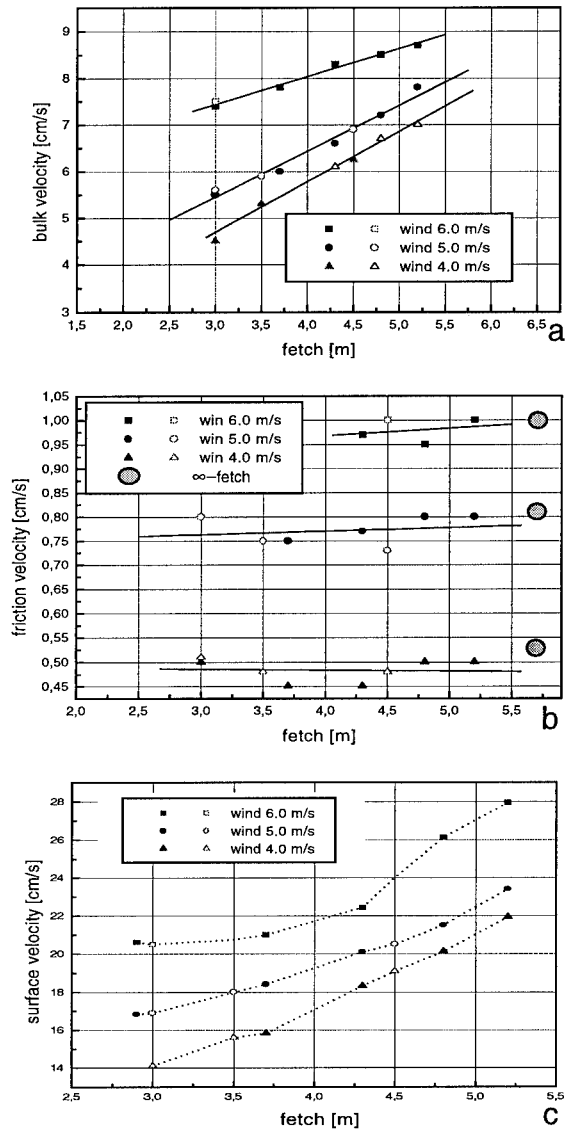 9
8
7
6
5
4
3
bulk velocity [cm/s]
wind 6.0 m/s
wind 5.0 m/s
wind 4.0 m/s
1,5 2,0 2,5 3,0 3,5 4,0 4,5 5,0 5,5 6,0 6,5
fetch [m]
a
1,05
1,00
0,95
0,90
0,85
0,80
0,75
0,70
0,65
0,60
0,55
0,50
0,45
friction velocity [cm/s]
win 6.0 m/s
win 5.0 m/s
win 4.0 m/s
∞-fetch
2,0 2,5 3,0 3,5 4,0 4,5 5,0 5,5
fetch [m]
b
28
26
24
22
20
18
16
14
surface velocity [cm/s]
wind 6.0 m/s
wind 5.0 m/s
wind 4.0 m/s
2,5 3,0 3,5 4,0 4,5 5,0 5,5
fetch [m]
c